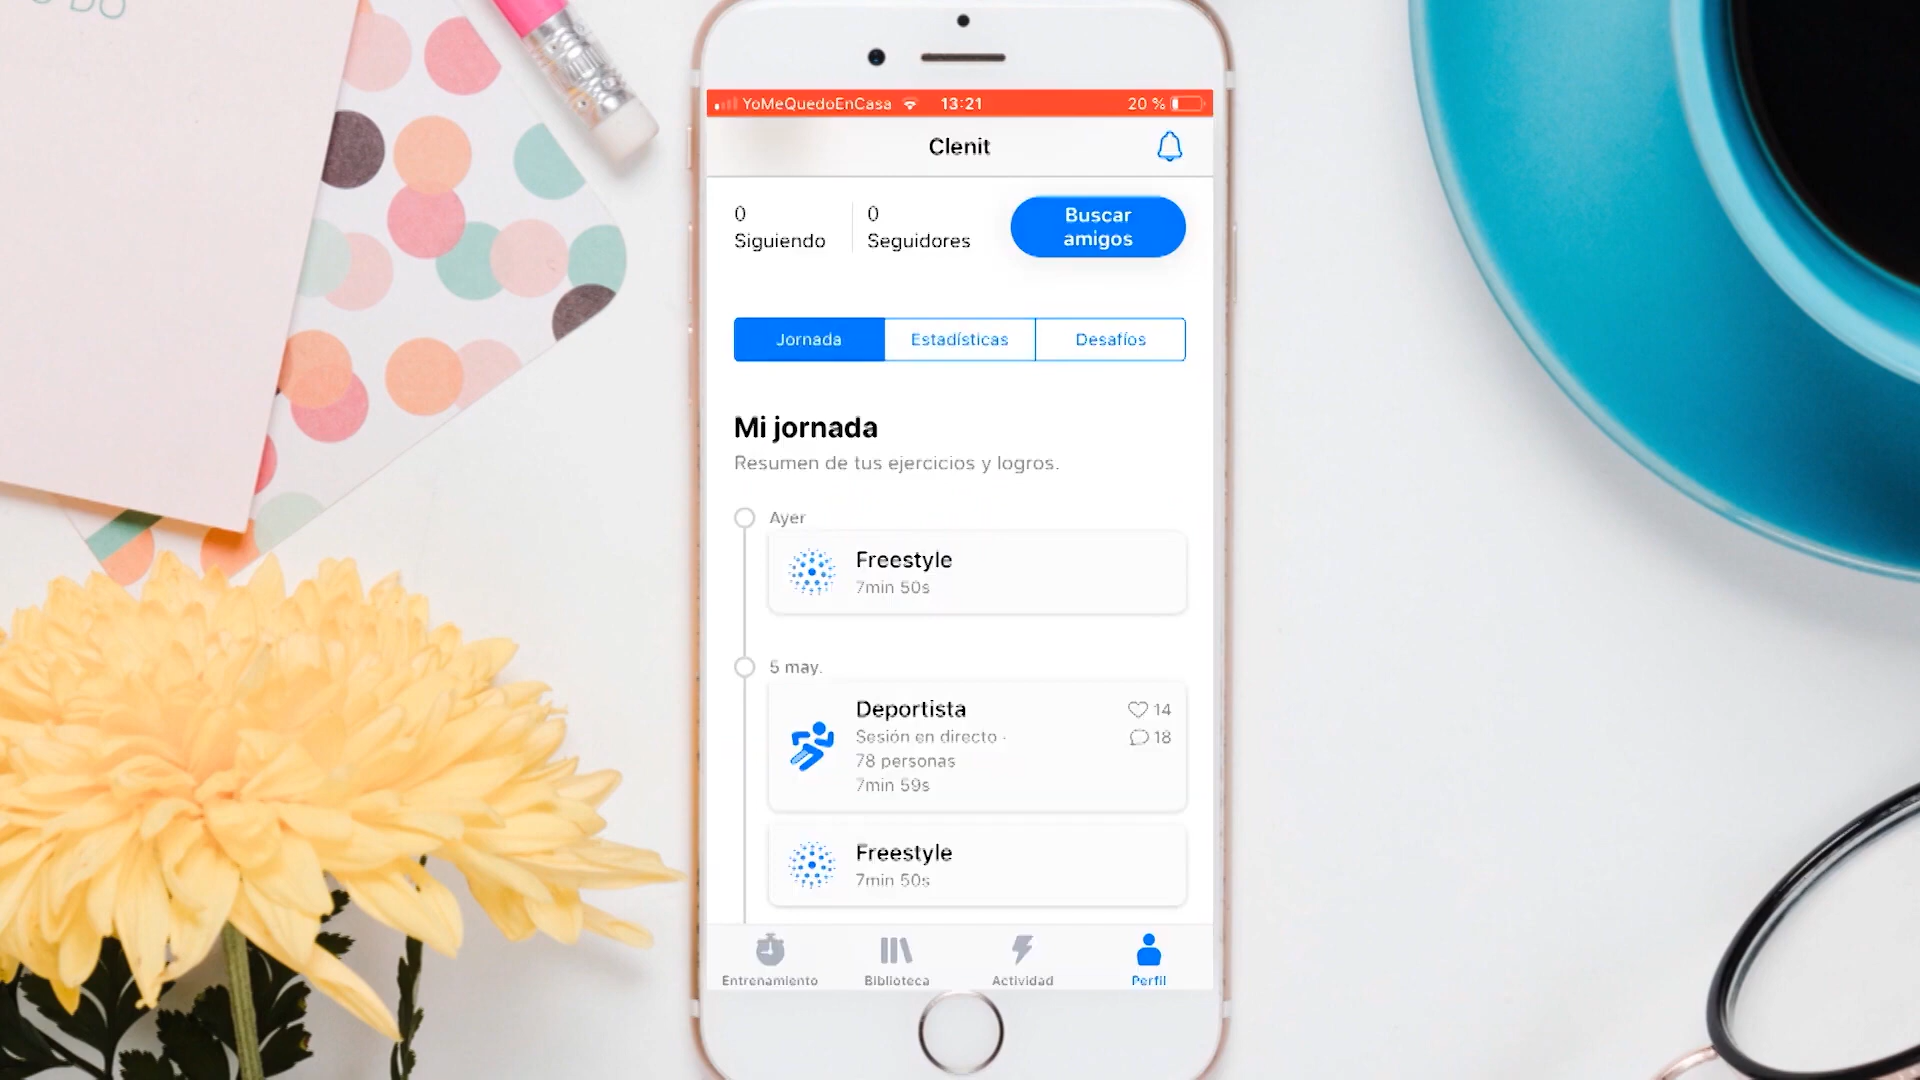 DO
YoMeQuedoEnCasa 13:21 20 %
Clenit
0
Siguiendo
0
Seguidores
Buscar
amigos
Jornada Estadísticas Desafíos
Mi jornada
Resumen de tus ejercicios y logros.
Ayer
Freestyle
7min 50s
5 may.
Deportista 14
Sesión en directo · 18
78 personas
7min 59s
Freestyle
7min 50s
Entrenamiento Biblioteca Actividad Perfil